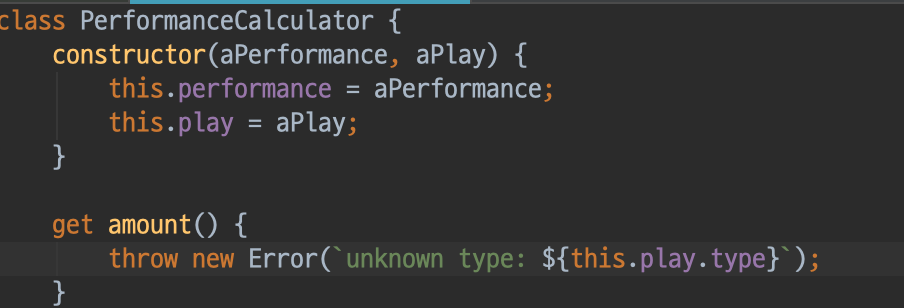 class PerformanceCalculator {
    constructor(aPerformance, aPlay) {
        this.performance = aPerformance;
        this.play = aPlay;
    }

    get amount() {
        throw new Error(`unknown type: ${this.play.type}`);
    }